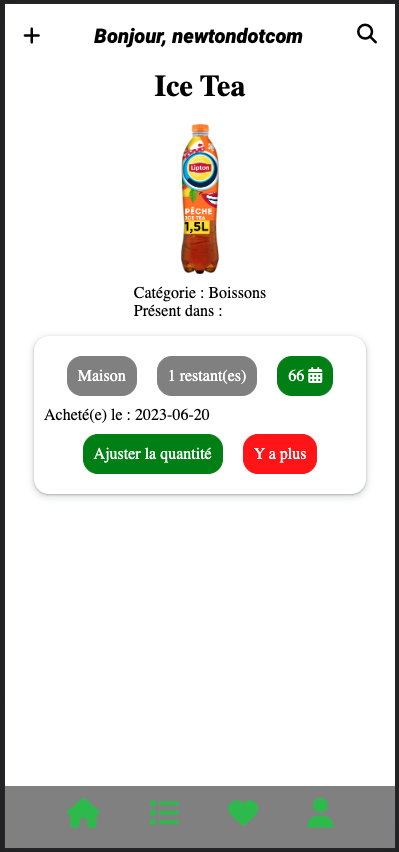 Bonjour, newtondotcom
Ice Tea
Lipton
PÊCHE
ICE TEA
1,5L
Catégorie : Boissons
Présent dans :
Maison
1 restant(es)
66
Acheté(e) le : 2023-06-20
Ajuster la quantité
Y a plus